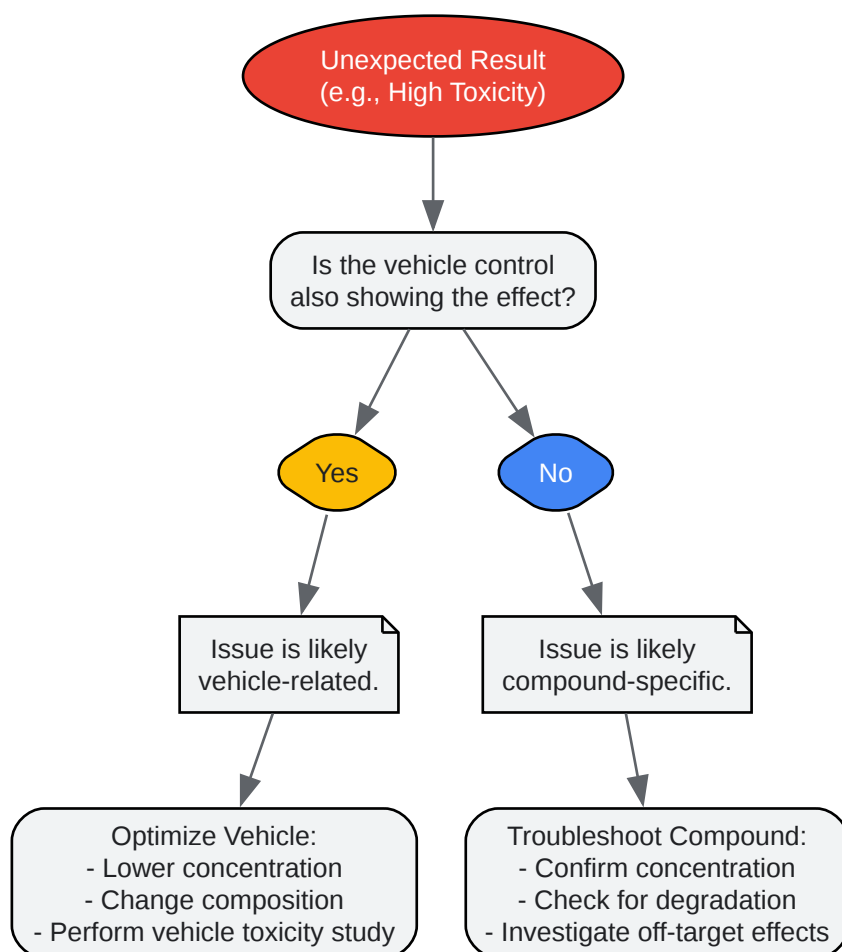 Unexpected Result
(e.g., High Toxicity)
Is the vehicle control
also showing the effect?
Yes
No
Issue is likely
vehicle-related.
Issue is likely
compound-specific.
Optimize Vehicle:
- Lower concentration
- Change composition
- Perform vehicle toxicity study
Troubleshoot Compound:
- Confirm concentration
- Check for degradation
- Investigate off-target effects